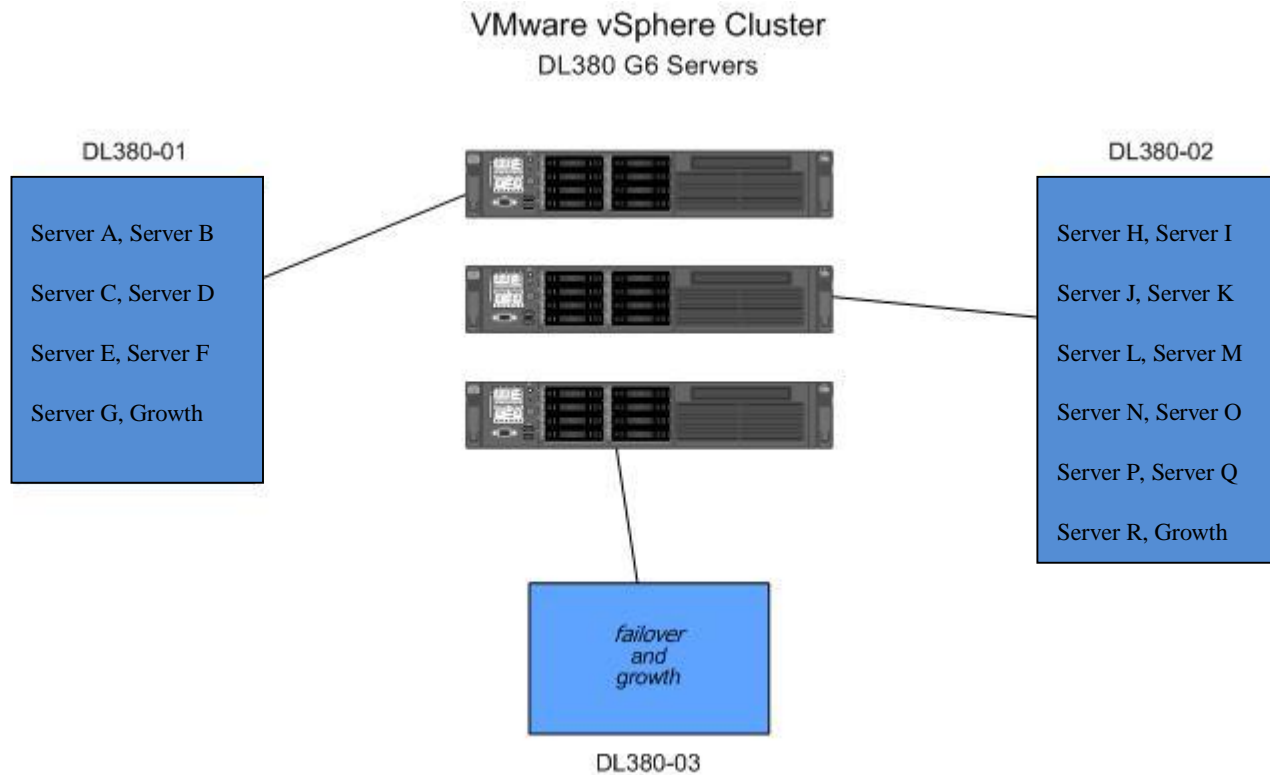 VMware vSphere Cluster
DL380 G6 Servers
DL380-01
Server A, Server B
Server C, Server D
Server E, Server F
Server G, Growth
DL380-02
Server H, Server I
Server J, Server K
Server L, Server M
Server N, Server O
Server P, Server Q
Server R, Growth
failover
and
growth
DL380-03